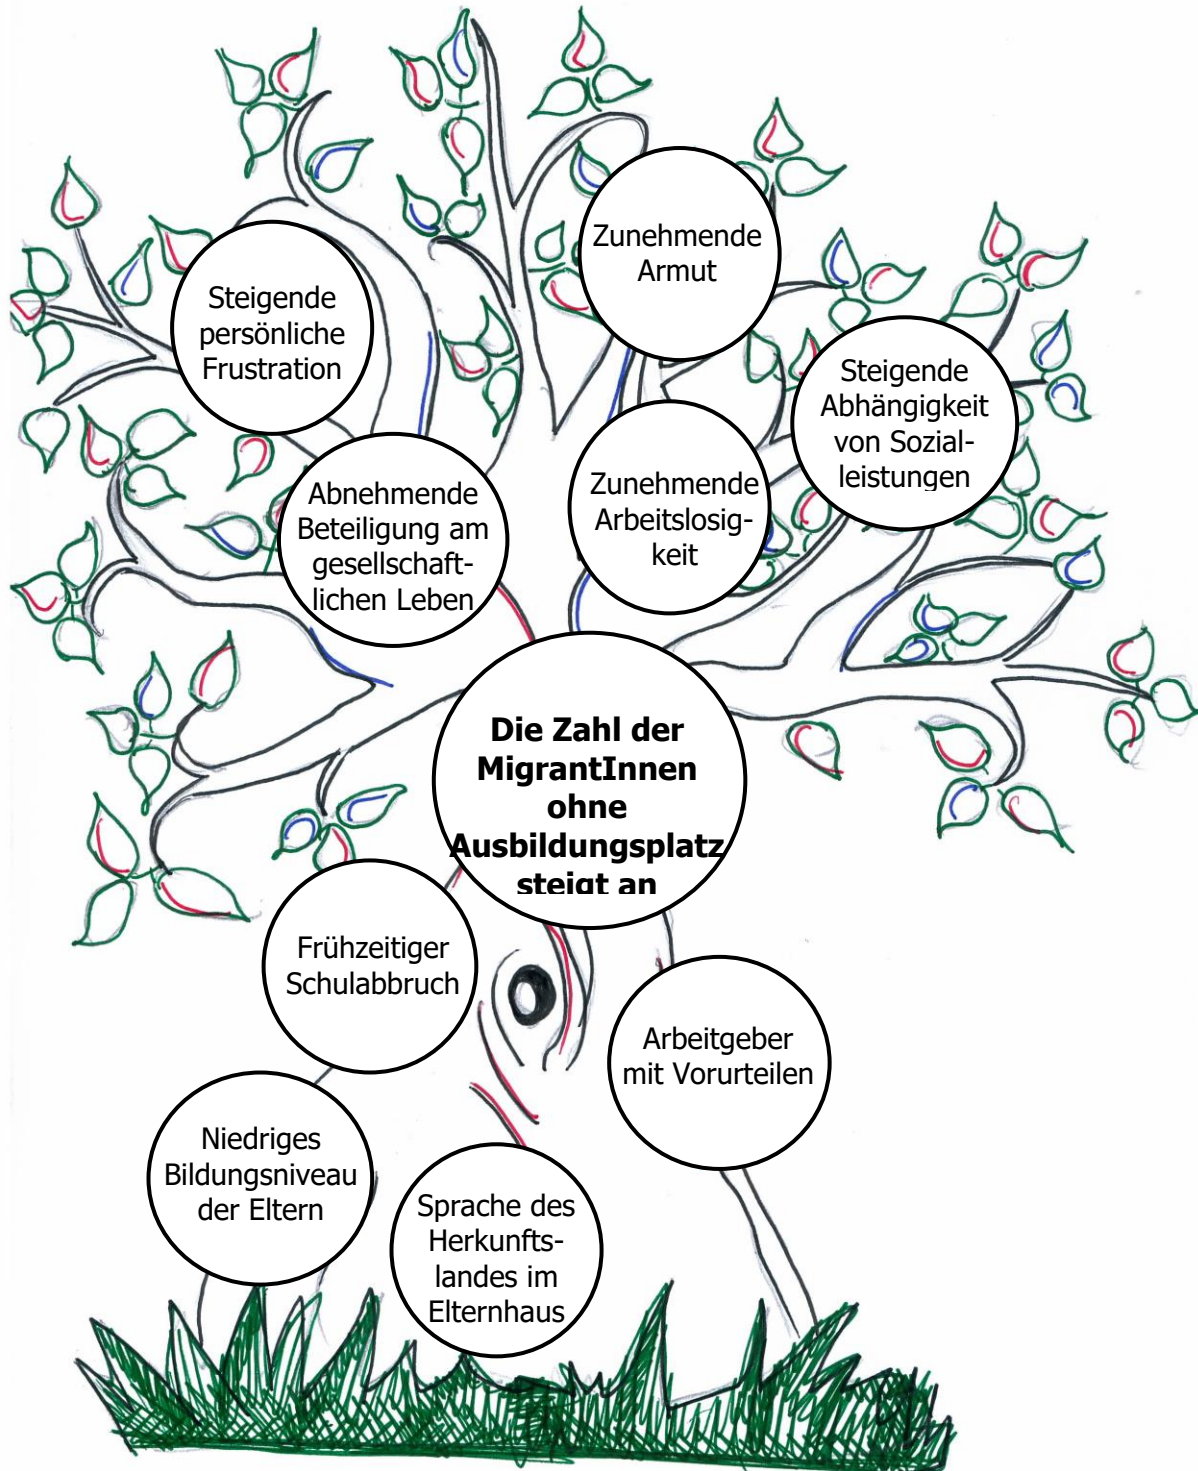 Zunehmende
Armut
Steigende
persönliche
Frustration
Steigende
Abhängigkeit
von Sozial-
leistungen
Abnehmende
Beteiligung am
gesellschaft-
lichen Leben
Zunehmende
Arbeitslosig-
keit
Die Zahl der
MigrantInnen
ohne
Ausbildungsplatz
steigt an
Frühzeitiger
Schulabbruch
Arbeitgeber
mit Vorurteilen
Niedriges
Bildungsniveau
der Eltern
Sprache des
Herkunfts-
landes im
Elternhaus